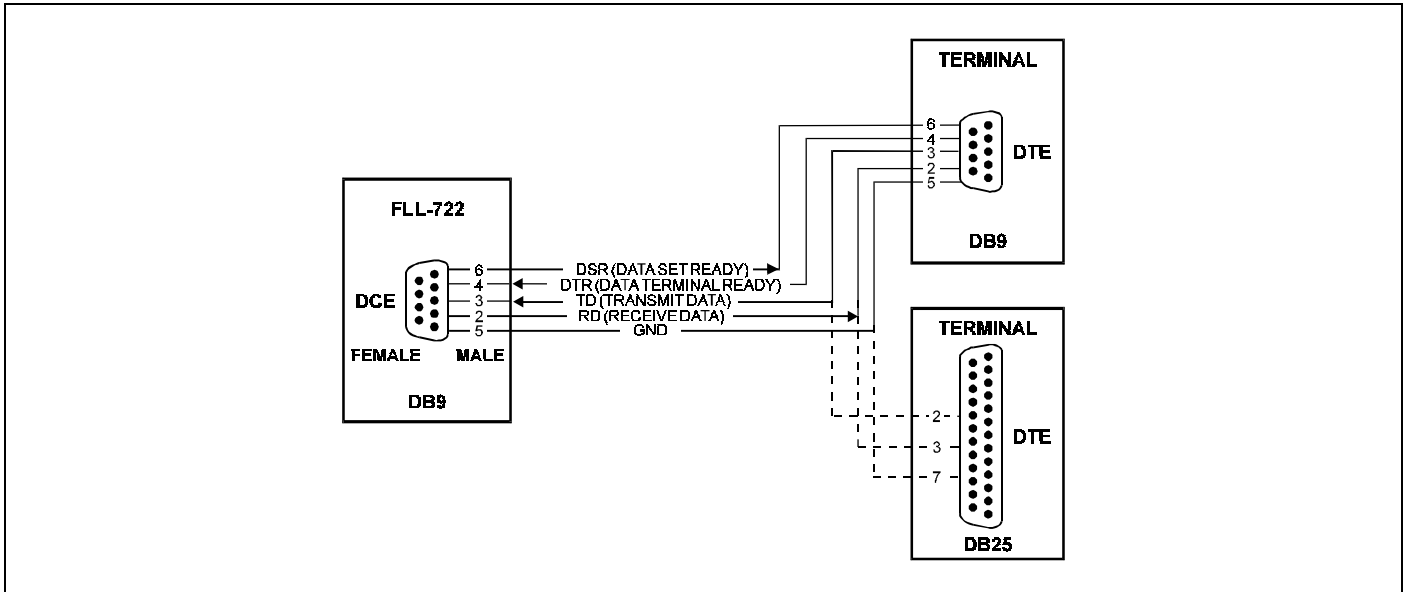 TERMINAL
6
4
3
2
5
DTE
DB9
FLL-722
DCE
6
4
3
2
5
FEMALE MALE
DB9
DSR (DATA SET READY)
DTR (DATA TERMINAL READY)
TD (TRANSMIT DATA)
RD (RECEIVE DATA)
GND
TERMINAL
2
3
7
DTE
DB25